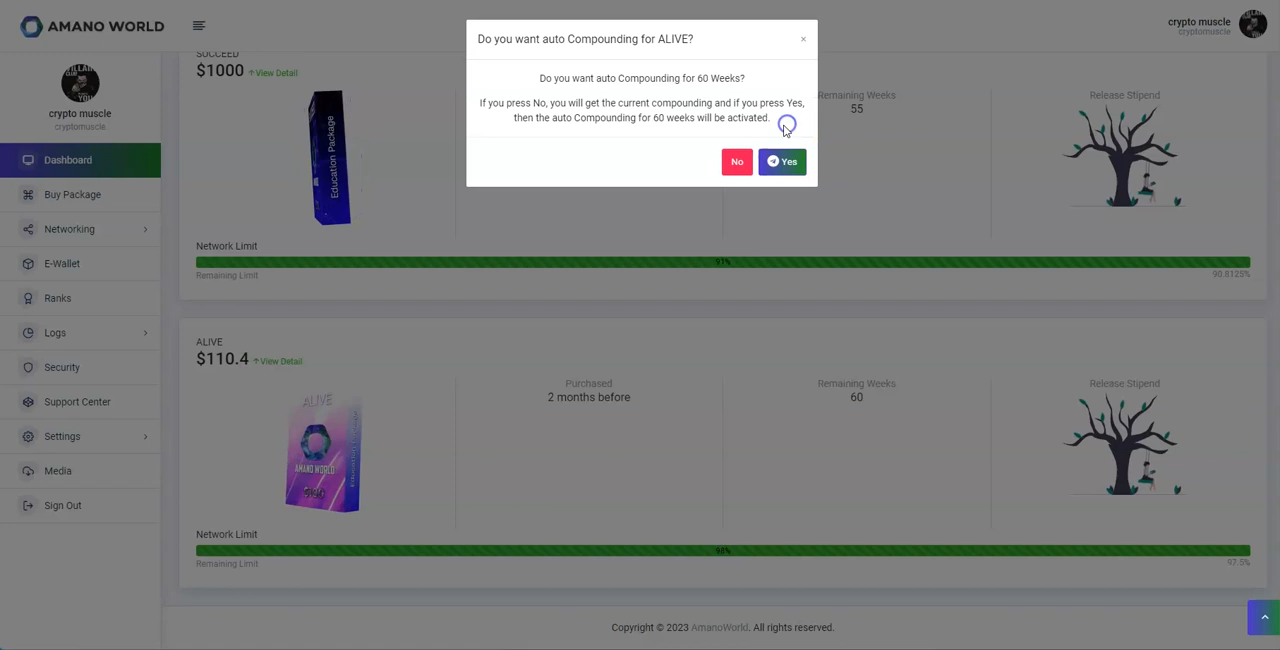 AMANO WORLD
crypto muscle
cryptomuscle
Do you want auto Compounding for ALIVE?
×
Do you want auto Compounding for 60 Weeks?
If you press No, you will get the current compounding and if you press Yes,
then the auto Compounding for 60 weeks will be activated.
No
Yes
crypto muscle
cryptomuscle
Dashboard
Buy Package
Networking
E-Wallet
Ranks
Logs
Security
Support Center
Settings
Media
Sign Out
SUCCEED
$1000 View Detail
Education Package
Remaining Weeks
55
Release Stipend
Network Limit
91%
Remaining Limit
90.8125%
ALIVE
$110.4 View Detail
ALIVE
AMANO WORLD
Education Package
Purchased
2 months before
Remaining Weeks
60
Release Stipend
Network Limit
98%
Remaining Limit
97.5%
Copyright © 2023 AmanoWorld. All rights reserved.